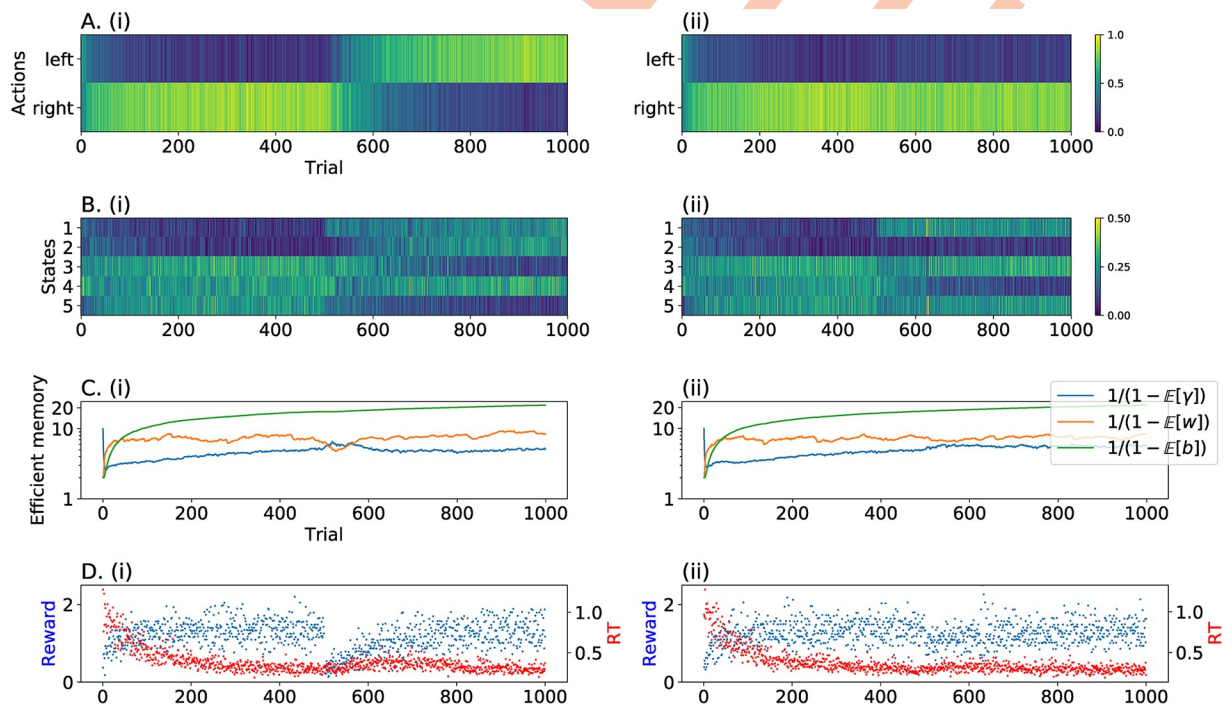 A. (i)
(ii)
Actions
left
right
0 200 400 600 800 1000
Trial
left
right
0 200 400 600 800 1000
1.0
0.5
0.0
B. (i)
(ii)
States
1
2
3
4
5
0 200 400 600 800 1000
1
2
3
4
5
0 200 400 600 800 1000
0.50
0.25
0.00
C. (i)
(ii)
Efficient memory
20
10
1
0 200 400 600 800 1000
Trial
20
10
1
0 200 400 600 800 1000
1/(1 − 𝔼[γ])
1/(1 − 𝔼[w])
1/(1 − 𝔼[b])
D. (i)
(ii)
Reward
2
1
0
1.0
0.5
RT
0 200 400 600 800 1000
Reward
2
1
0
1.0
0.5
RT
0 200 400 600 800 1000